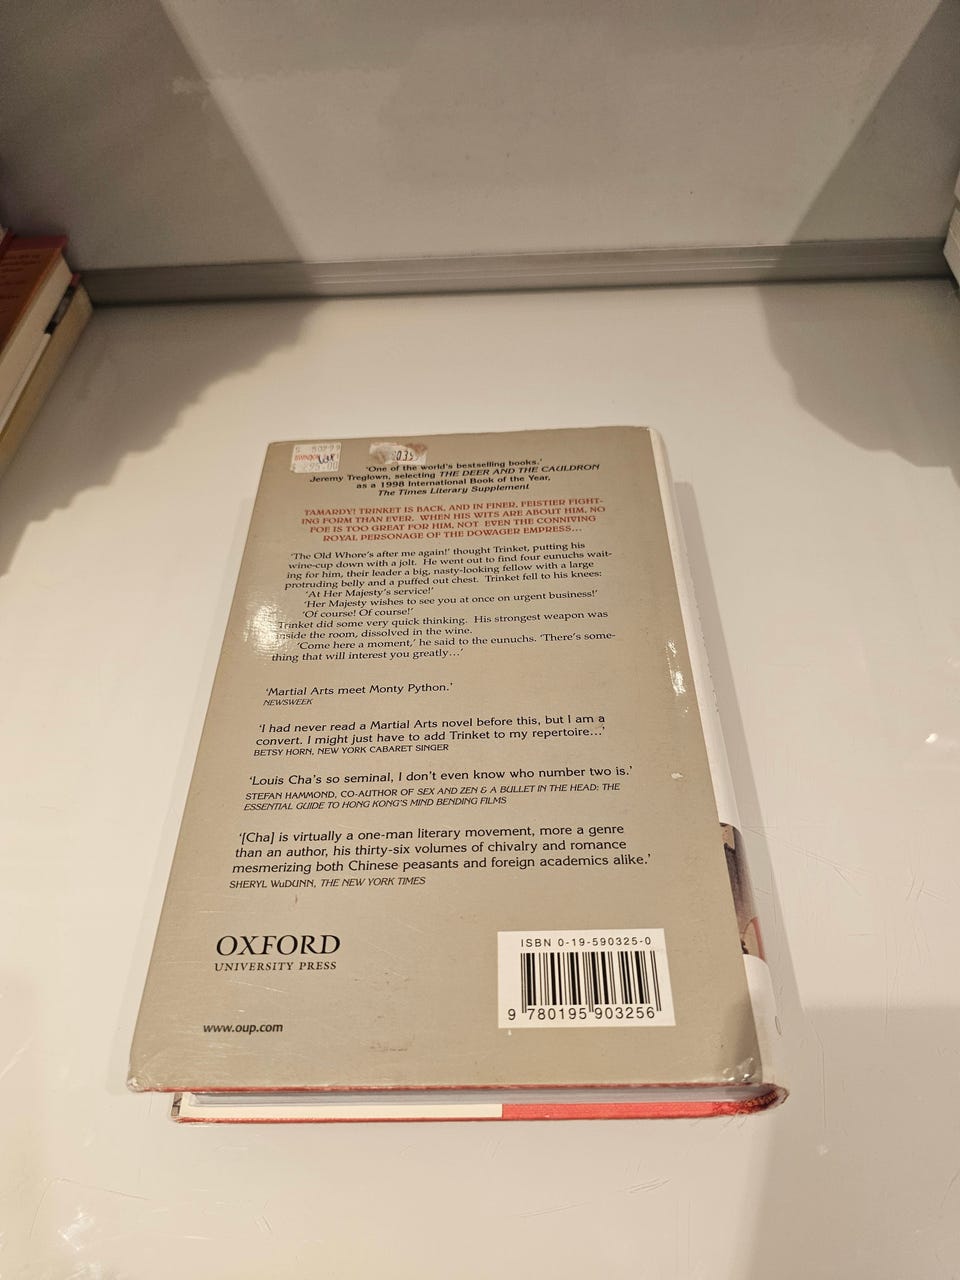 'One of the world's bestselling books.'
Jeremy Treglown, selecting THE DEER AND THE CAULDRON
as a 1998 International Book of the Year,
The Times Literary Supplement
TAMARDY! TRINKET IS BACK, AND IN FINER, FEISTIER FIGHT-
ING FORM THAN EVER. WHEN HIS WITS ARE ABOUT HIM, NO
FOE IS TOO GREAT FOR HIM, NOT EVEN THE CONNIVING
ROYAL PERSONAGE OF THE DOWAGER EMPRESS...
'The Old Whore's after me again!' thought Trinket, putting his
wine-cup down with a jolt. He went out to find four eunuchs wait-
ing for him, their leader a big, nasty-looking fellow with a large
protruding belly and a puffed out chest. Trinket fell to his knees:
'At Her Majesty's service!'
'Her Majesty wishes to see you at once on urgent business!'
'Of course! Of course!'
Trinket did some very quick thinking. His strongest weapon was
inside the room, dissolved in the wine.
'Come here a moment,' he said to the eunuchs. 'There's some-
thing that will interest you greatly...'
'Martial Arts meet Monty Python.'
NEWSWEEK
'I had never read a Martial Arts novel before this, but I am a
convert. I might just have to add Trinket to my repertoire...'
BETSY HORN, NEW YORK CABARET SINGER
'Louis Cha's so seminal, I don't even know who number two is.'
STEFAN HAMMOND, CO-AUTHOR OF SEX AND ZEN & A BULLET IN THE HEAD: THE
ESSENTIAL GUIDE TO HONG KONG'S MIND BENDING FILMS
'[Cha] is virtually a one-man literary movement, more a genre
than an author, his thirty-six volumes of chivalry and romance
mesmerizing both Chinese peasants and foreign academics alike.'
SHERYL WuDUNN, THE NEW YORK TIMES
OXFORD
UNIVERSITY PRESS
www.oup.com
ISBN 0-19-590325-0
9 780195 903256